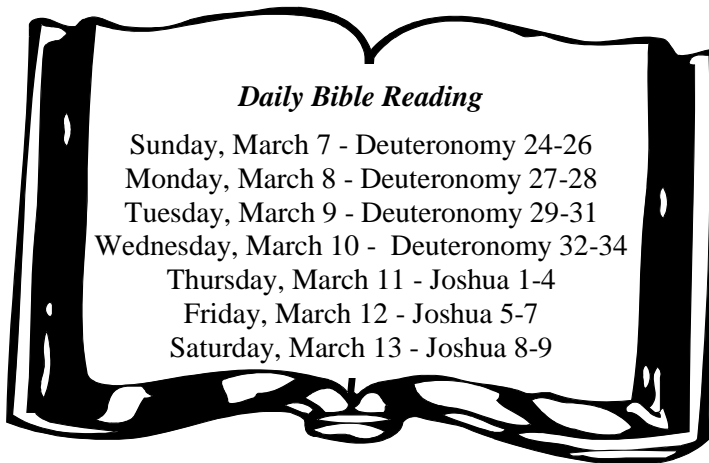 Daily Bible Reading
Sunday, March 7 - Deuteronomy 24-26
Monday, March 8 - Deuteronomy 27-28
Tuesday, March 9 - Deuteronomy 29-31
Wednesday, March 10 -  Deuteronomy 32-34
Thursday, March 11 - Joshua 1-4
Friday, March 12 - Joshua 5-7
Saturday, March 13 - Joshua 8-9